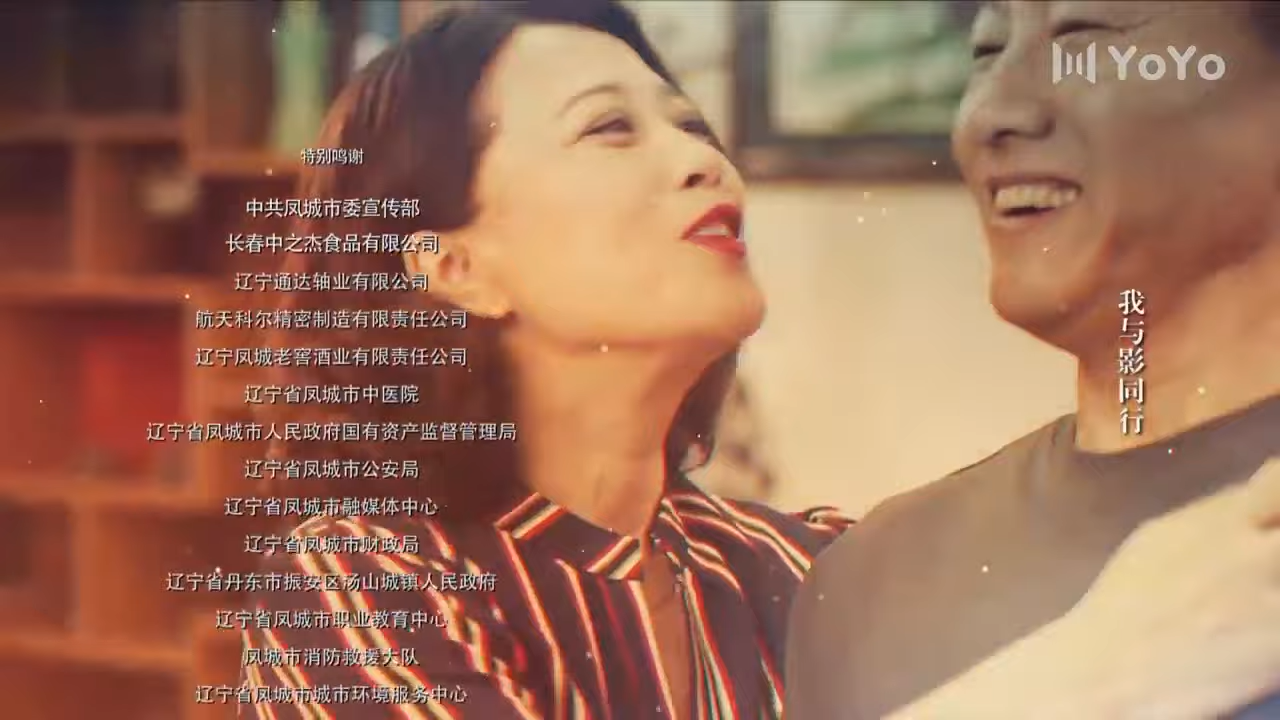 YoYo
特别鸣谢
中共凤城市委宣传部
长春中之杰食品有限公司
辽宁通达轴业有限公司
航天科尔精密制造有限责任公司
辽宁凤城老窖酒业有限责任公司
辽宁省凤城市中医院
辽宁省凤城市人民政府国有资产监督管理局
辽宁省凤城市公安局
辽宁省凤城市融媒体中心
辽宁省凤城市财政局
辽宁省丹东市振安区汤山城镇人民政府
辽宁省凤城市职业教育中心
凤城市消防救援大队
辽宁省凤城市城市环境服务中心
我与影同行